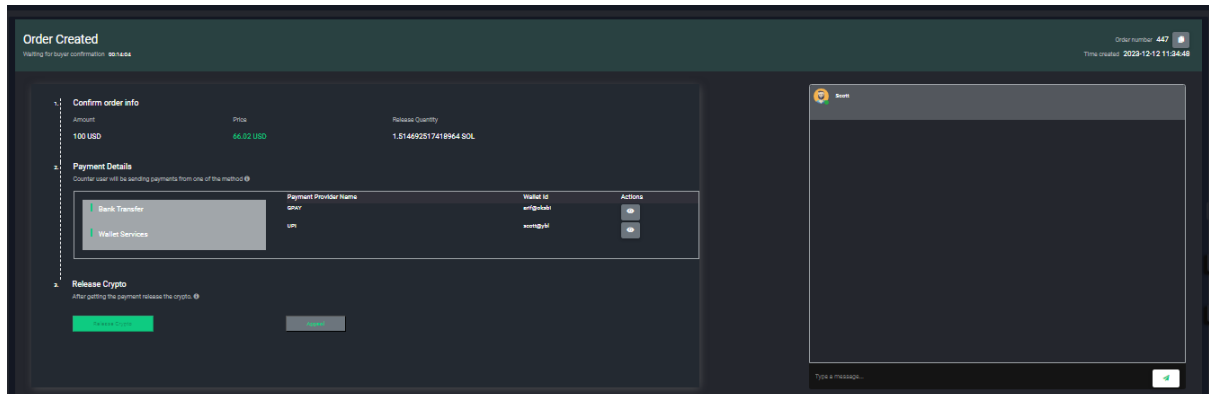 Order Created
Waiting for buyer confirmation 00:14:04
Order number 447
Time created 2023-12-12 11:34:48
1. Confirm order info
Amount Price Release Quantity
100 USD 66.02 USD 1.514692517418964 SOL
2. Payment Details
Counter user will be sending payments from one of the method
Bank Transfer
Wallet Services
Payment Provider Name Wallet Id Actions
GPAY
UPI scott@ybl
3. Release Crypto
After getting the payment release the crypto.
Release Crypto Appeal
Scott
Type a message...